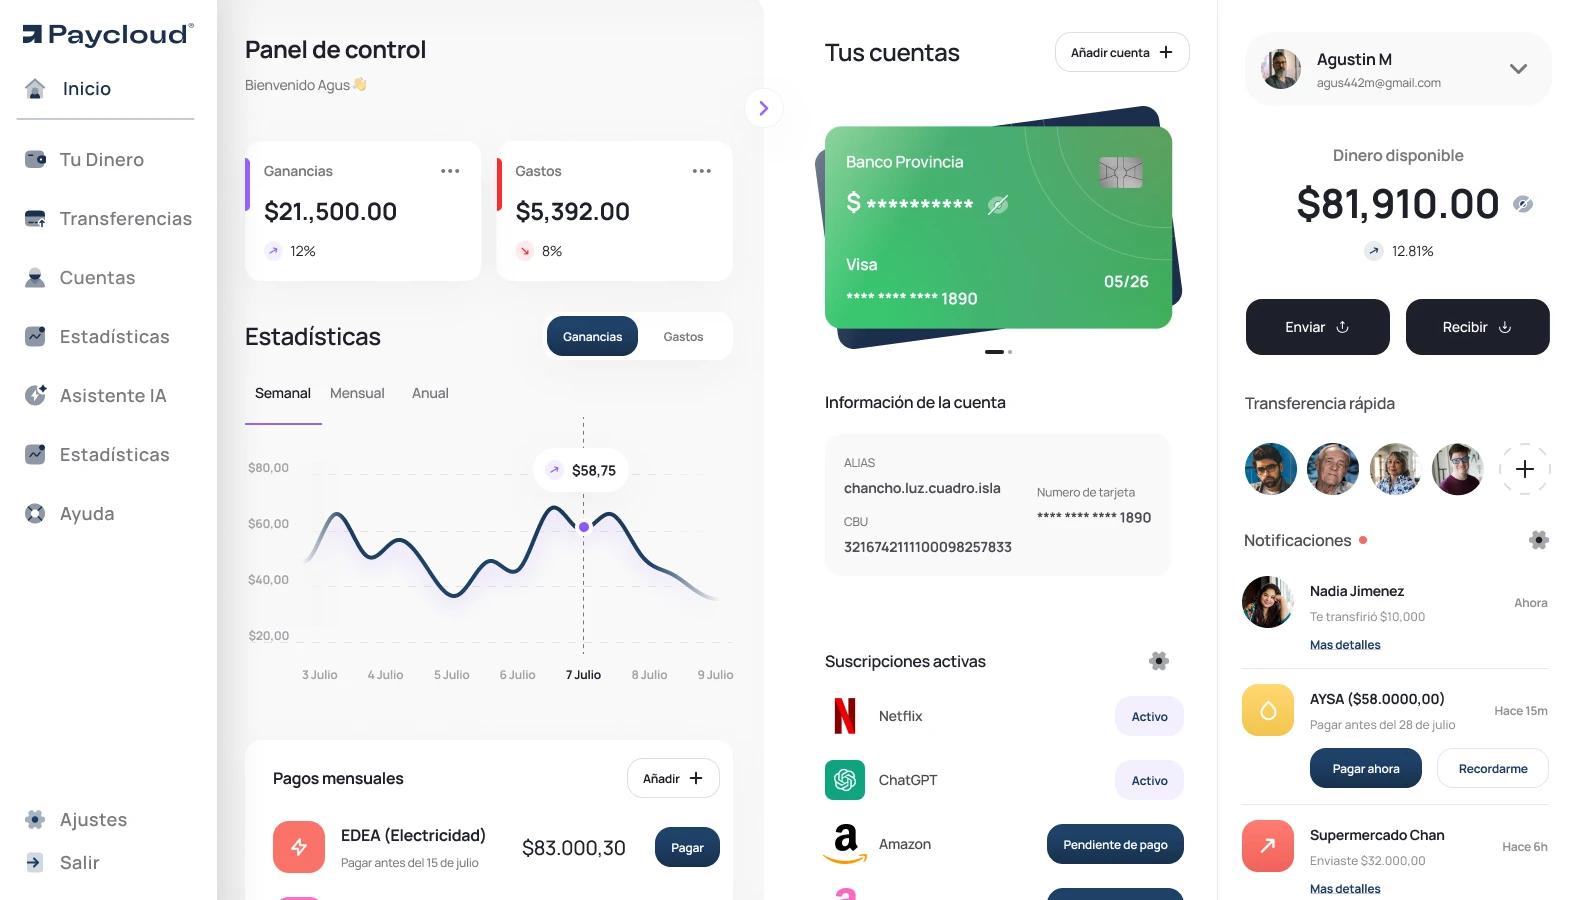 Paycloud®
Inicio
Tu Dinero
Transferencias
Cuentas
Estadísticas
Asistente IA
Estadísticas
Ayuda
Ajustes
Salir
Panel de control
Bienvenido Agus👋
Ganancias
$21.,500.00
12%
Gastos
$5,392.00
8%
Estadísticas
Ganancias
Gastos
Semanal
Mensual
Anual
$58,75
$80,00
$60,00
$40,00
$20,00
3 Julio
4 Julio
5 Julio
6 Julio
7 Julio
8 Julio
9 Julio
Pagos mensuales
Añadir +
EDEA (Electricidad)
Pagar antes del 15 de julio
$83.000,30
Pagar
Tus cuentas
Añadir cuenta +
Banco Provincia
$ **********
Visa
**** **** **** 1890
05/26
Información de la cuenta
ALIAS
chancho.luz.cuadro.isla
CBU
3216742111100098257833
Numero de tarjeta
**** **** **** 1890
Suscripciones activas
Netflix
Activo
ChatGPT
Activo
Amazon
Pendiente de pago
Agustin M
agus442m@gmail.com
Dinero disponible
$81,910.00
12.81%
Enviar
Recibir
Transferencia rápida
Notificaciones
Nadia Jimenez
Te transfirió $10,000
Mas detalles
Ahora
AYSA ($58.0000,00)
Pagar antes del 28 de julio
Hace 15m
Pagar ahora
Recordarme
Supermercado Chan
Enviaste $32.000,00
Mas detalles
Hace 6h